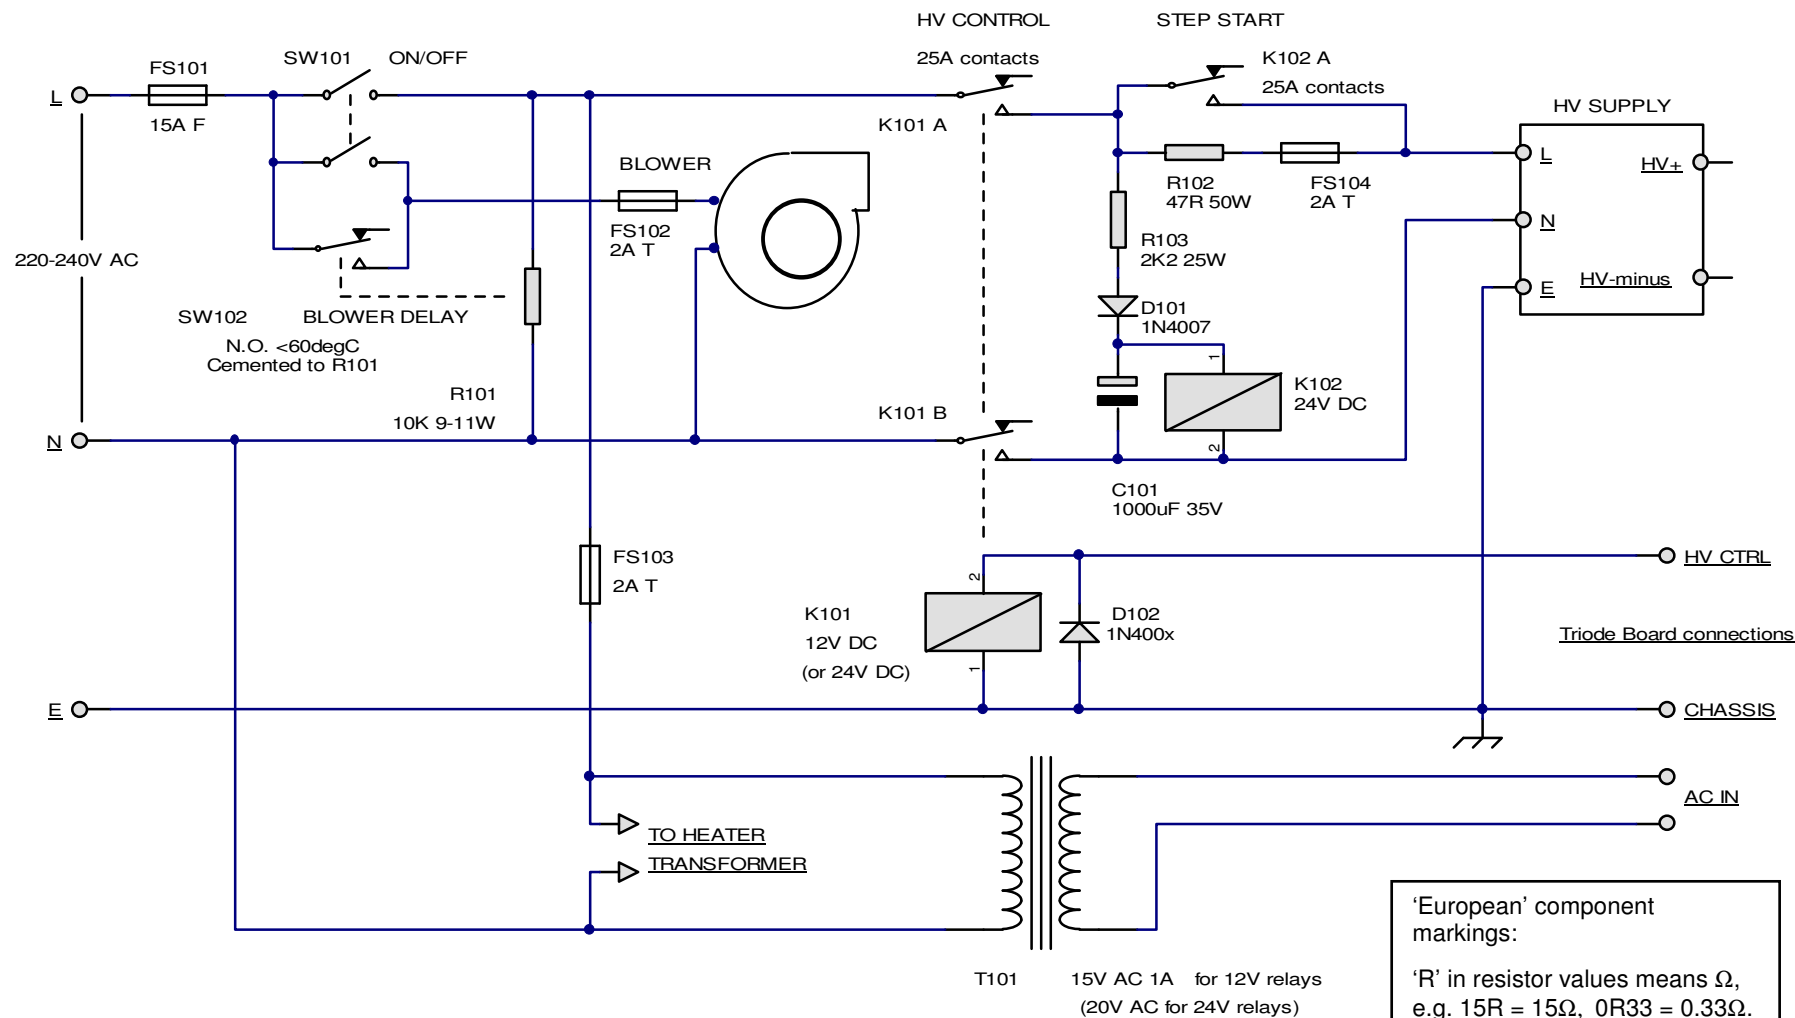 HV CONTROL
STEP START
SW101
ON/OFF
25A contacts
K102 A
FS101
25A contacts
L
15A F
K101 A
HV SUPPLY
BLOWER
L
HV+
R102
47R 50W
FS104
2A T
FS102
2A T
N
R103
2K2 25W
220-240V AC
E
HV-minus
SW102
BLOWER DELAY
D101
1N4007
N.O. <60degC
Cemented to R101
1
K102
24V DC
R101
10K 9-11W
K101 B
N
2
C101
1000uF 35V
FS103
2A T
HV CTRL
2
K101
12V DC
(or 24V DC)
D102
1N400x
Triode Board connections
1
E
CHASSIS
AC IN
TO HEATER
TRANSFORMER
T101
15V AC 1A for 12V relays
(20V AC for 24V relays)
‘European’ component
markings:
‘R’ in resistor values means Ω,
e.g. 15R = 15Ω, 0R33 = 0.33Ω.